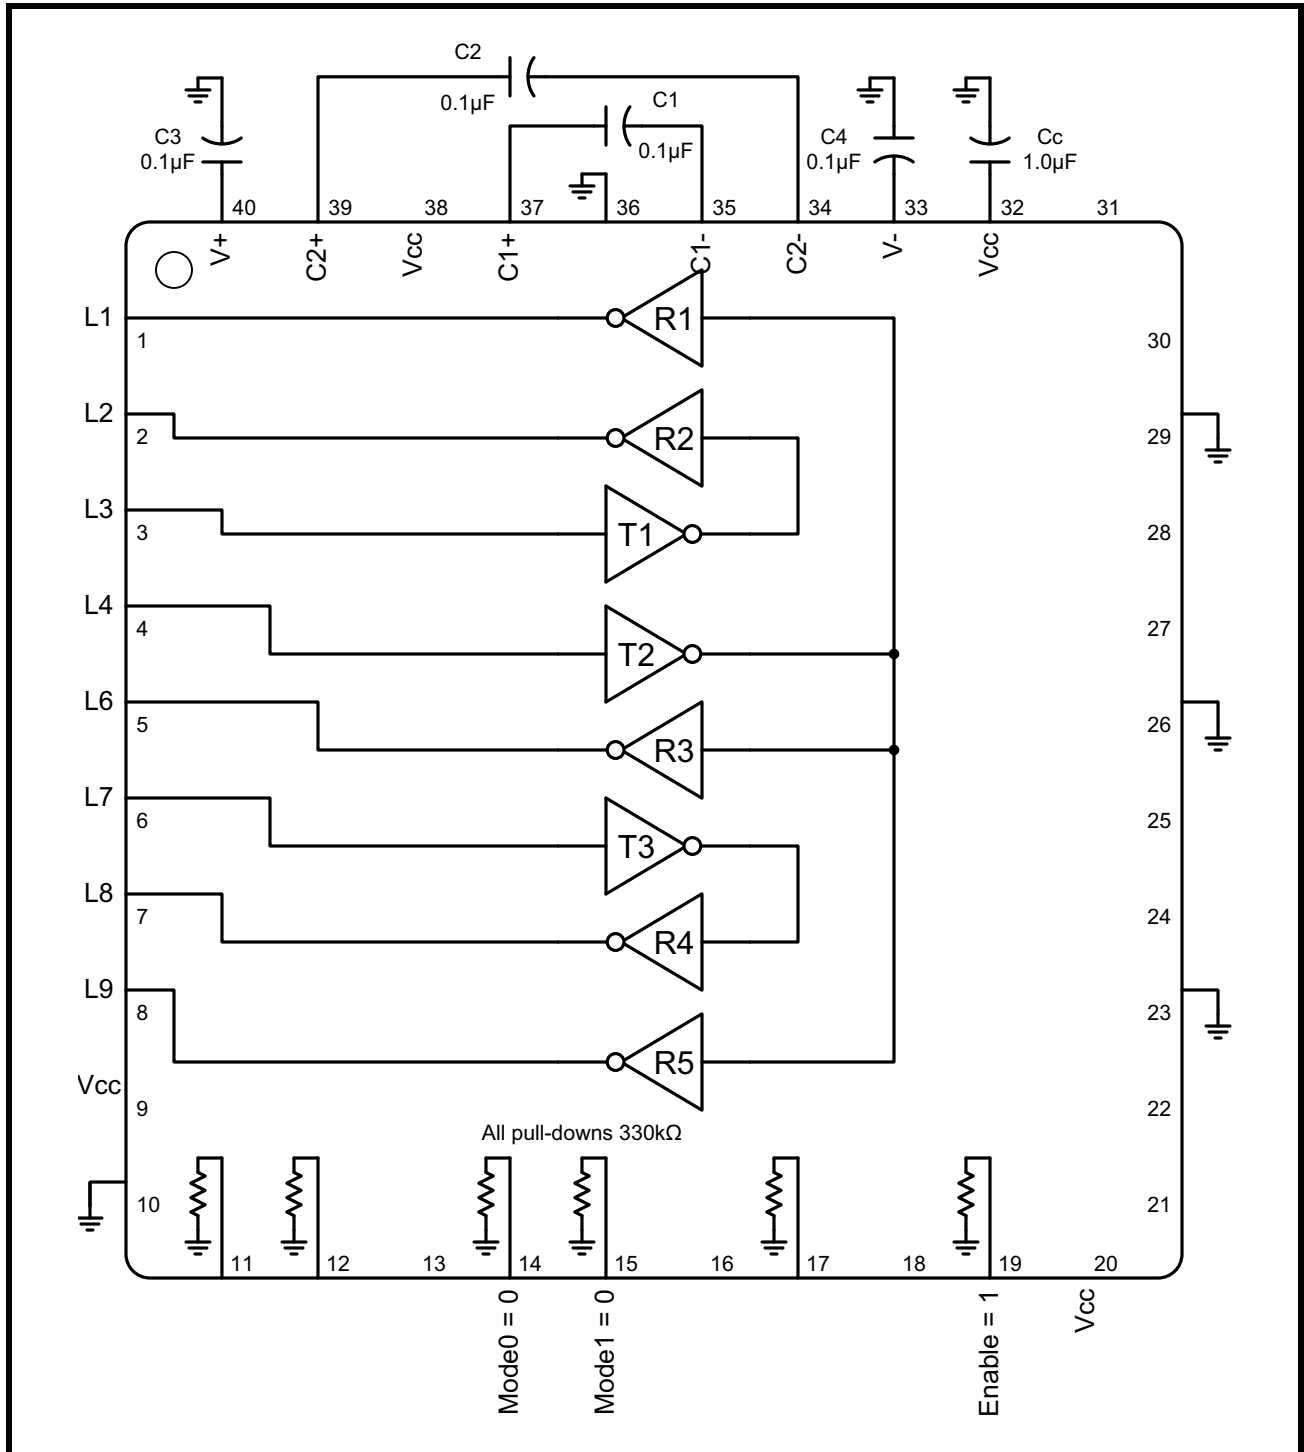 C2
0.1µF
C1
0.1µF
C3
0.1µF
C4
0.1µF
Cc
1.0µF
40 39 38 37 36 35 34 33 32 31
V+ C2+ Vcc C1+ C1- C2- V- Vcc
L1
1
R1
30
L2
2
R2
29
L3
3
T1
28
L4
4
T2
27
L6
5
R3
26
L7
6
T3
25
L8
7
R4
24
L9
8
R5
23
Vcc
9
22
All pull-downs 330kΩ
10
21
11 12 13 14 15 16 17 18 19 20
Mode0 = 0
Mode1 = 0
Enable = 1
Vcc